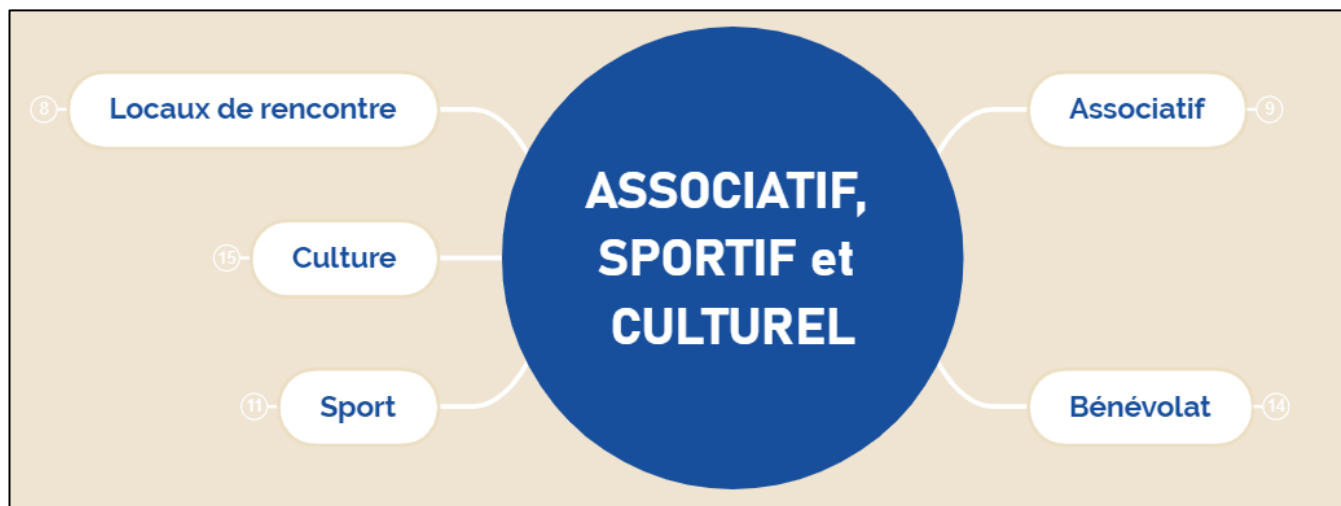 8
Locaux de rencontre
15
Culture
11
Sport
ASSOCIATIF,
SPORTIF et
CULTUREL
Associatif
9
Bénévolat
14